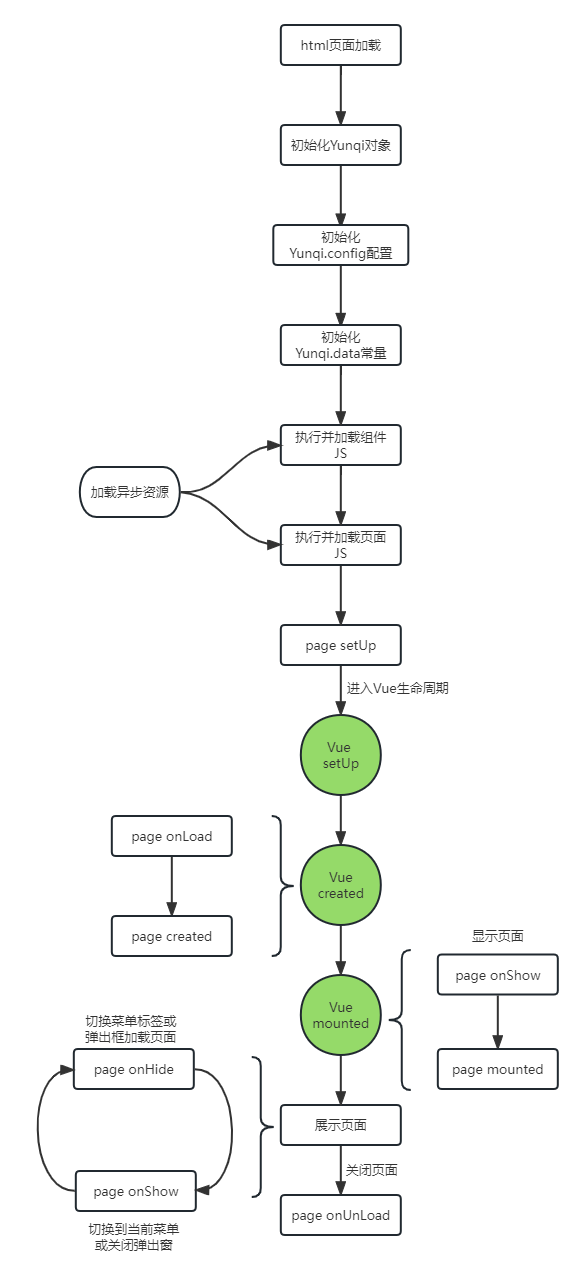 html页面加载
初始化Yunqi对象
初始化
Yunqi.config配置
初始化
Yunqi.data常量
执行并加载组件
JS
加载异步资源
执行并加载页面
JS
page setUp
进入Vue生命周期
Vue
setUp
page onLoad
Vue
created
page created
显示页面
page onShow
Vue
mounted
page mounted
切换菜单标签或
弹出框加载页面
page onHide
展示页面
page onShow
关闭页面
切换到当前菜单
或关闭弹出窗
page onUnLoad